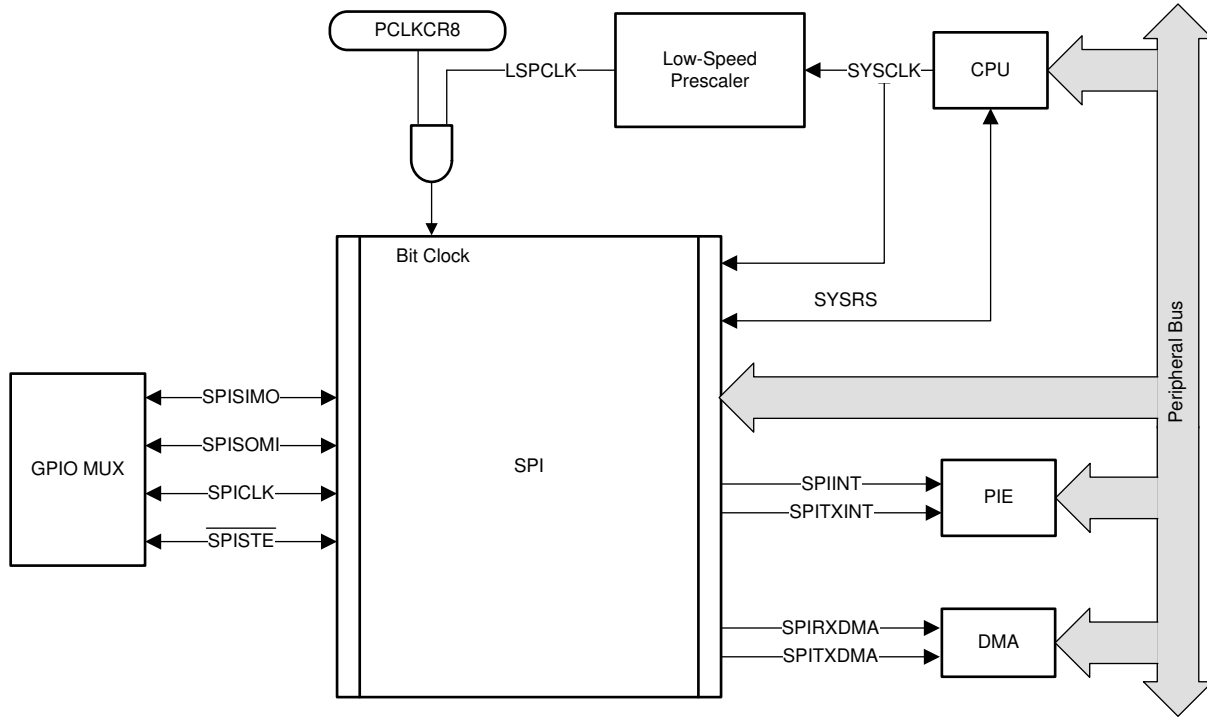 PCLKCR8
LSPCLK
Low-Speed
Prescaler
SYSCLK
CPU
Bit Clock
SYSRS
Peripheral Bus
GPIO MUX
SPISIMO
SPISOMI
SPICLK
SPISTE
SPI
SPIINT
SPITXINT
PIE
SPIRXDMA
SPITXDMA
DMA